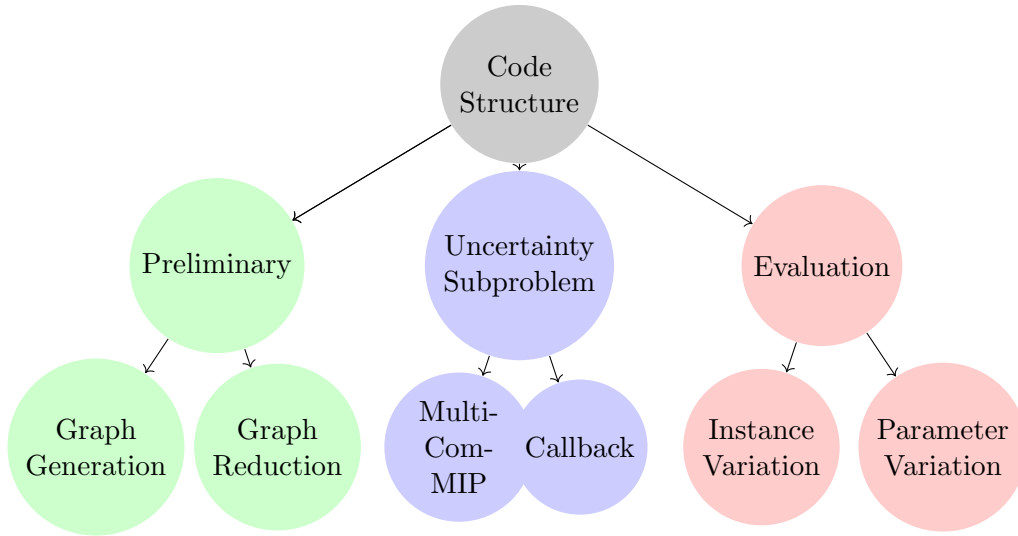 Code
Structure
Preliminary
Uncertainty
Subproblem
Evaluation
Graph
Generation
Graph
Reduction
Multi-
Com-
MIP
Callback
Instance
Variation
Parameter
Variation